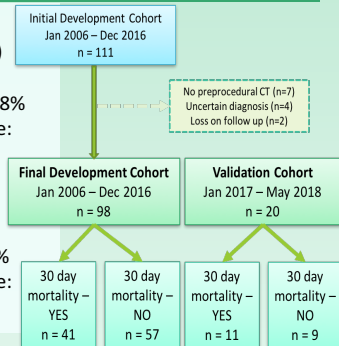 Initial Development Cohort
Jan 2006 – Dec 2016
n = 111
)
8%
e:
No preprocedural CT (n=7)
Uncertain diagnosis (n=4)
Loss on follow up (n=2)
Final Development Cohort
Jan 2006 – Dec 2016
n = 98
Validation Cohort
Jan 2017 – May 2018
n = 20
%
e:
30 day
mortality –
YES
n = 41
30 day
mortality –
NO
n = 57
30 day
mortality –
YES
n = 11
30 day
mortality –
NO
n = 9